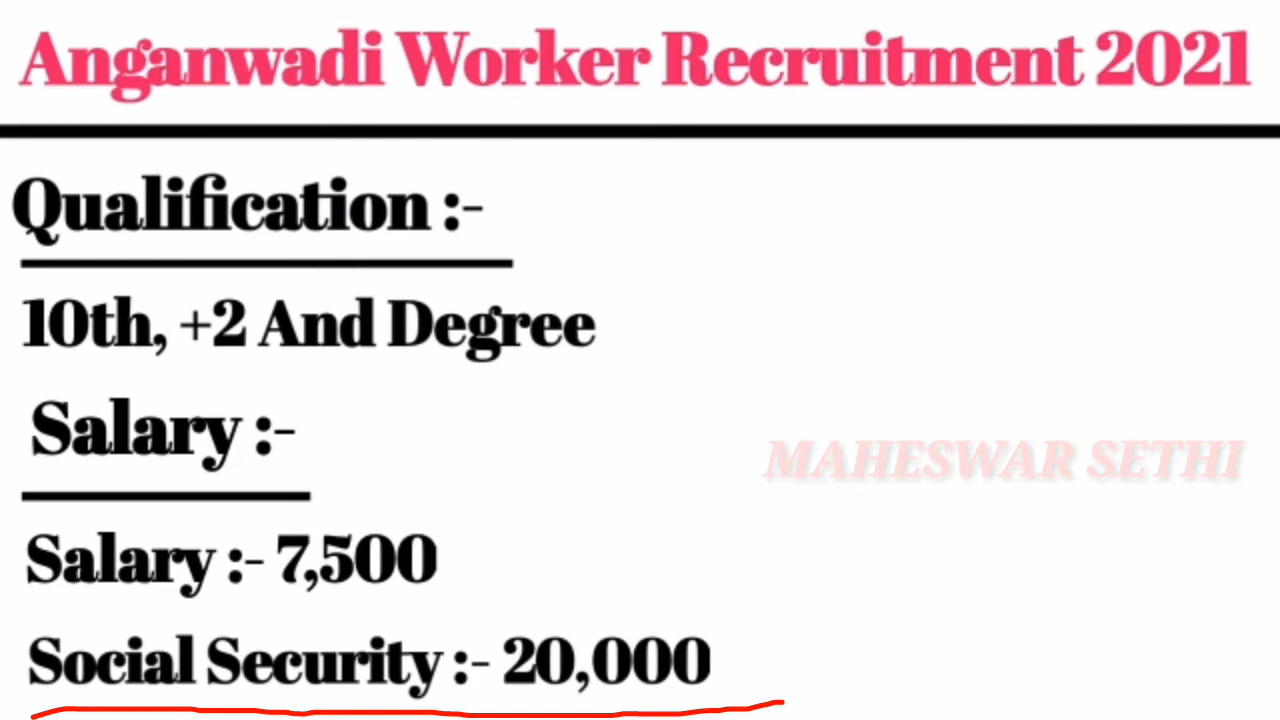 Anganwadi Worker Recruitment 2021
Qualification :-
10th, +2 And Degree
Salary :-
MAHESWAR SETHI
Salary :- 7,500
Social Security :- 20,000